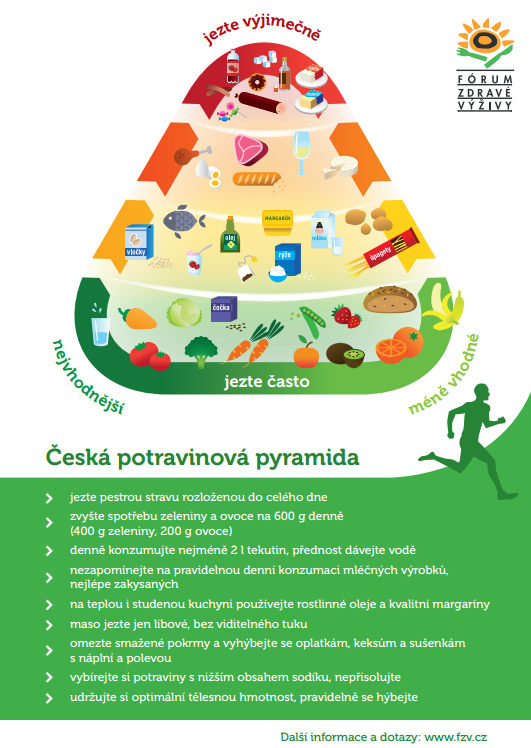 jezte výjimečně
FÓRUM
ZDRAVÉ
VÝŽIVY
MARGARÍN
olej
mléko
vločky
rýže
špagety
čočka
nejvhodnější
jezte často
méně vhodné
Česká potravinová pyramida
jezte pestrou stravu rozloženou do celého dne
zvyšte spotřebu zeleniny a ovoce na 600 g denně
(400 g zeleniny, 200 g ovoce)
denně konzumujte nejméně 2 l tekutin, přednost dávejte vodě
nezapomínejte na pravidelnou denní konzumaci mléčných výrobků,
nejlépe zakysaných
na teplou i studenou kuchyni používejte rostlinné oleje a kvalitní margaríny
maso jezte jen libové, bez viditelného tuku
omezte smažené pokrmy a vyhýbejte se oplatkám, keksům a sušenkám
s náplní a polevou
vybírejte si potraviny s nižším obsahem sodíku, nepřisolujte
udržujte si optimální tělesnou hmotnost, pravidelně se hýbejte
Další informace a dotazy: www.fzv.cz